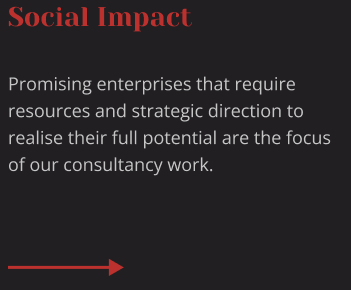 Social Impact
Promising enterprises that require
resources and strategic direction to
realise their full potential are the focus
of our consultancy work.